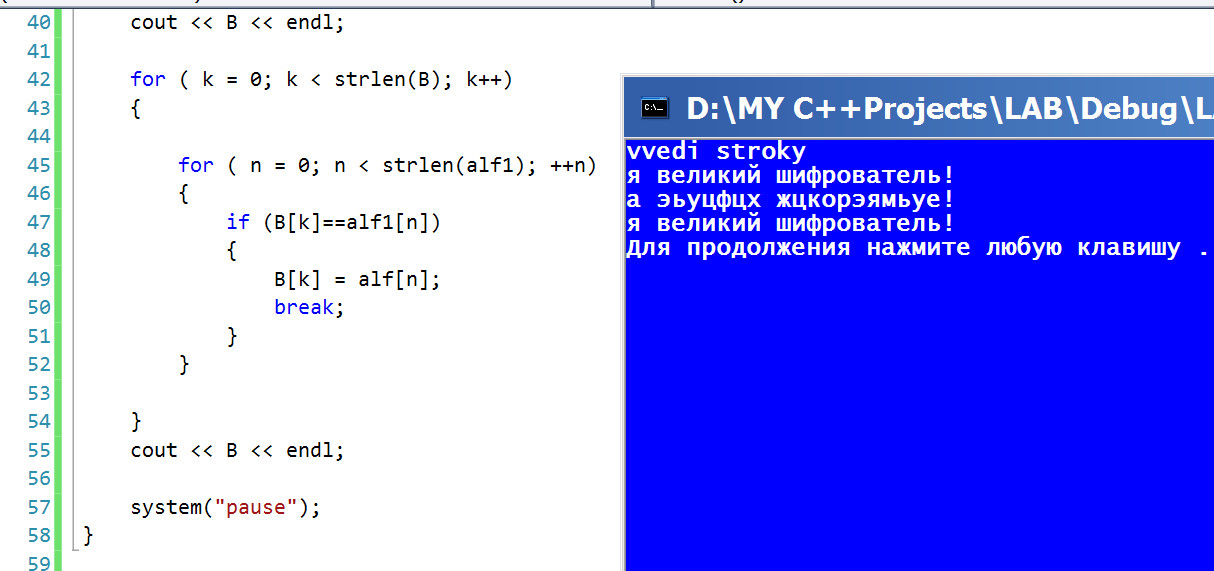 40 cout << B << endl;
41
42 for ( k = 0; k < strlen(B); k++)
43 {
44
45 for ( n = 0; n < strlen(alf1); ++n)
46 {
47 if (B[k]==alf1[n])
48 {
49 B[k] = alf[n];
50 break;
51 }
52 }
53
54 }
55 cout << B << endl;
56
57 system("pause");
58 }
59
D:\MY C++Projects\LAB\Debug\L
vvedi stroky
я великий шифрователь!
а эьуцфцх жцкорэямьуе!
я великий шифрователь!
Для продолжения нажмите любую клавишу .